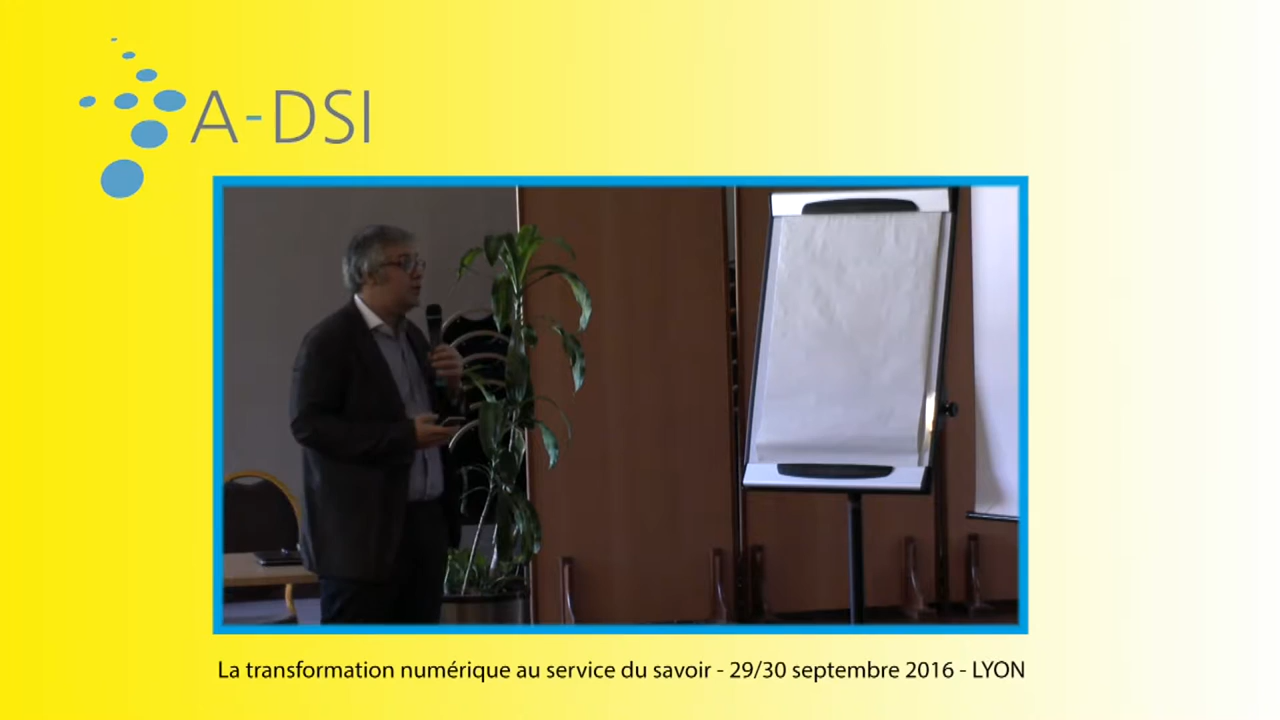 A-DSI
La transformation numérique au service du savoir - 29/30 septembre 2016 - LYON